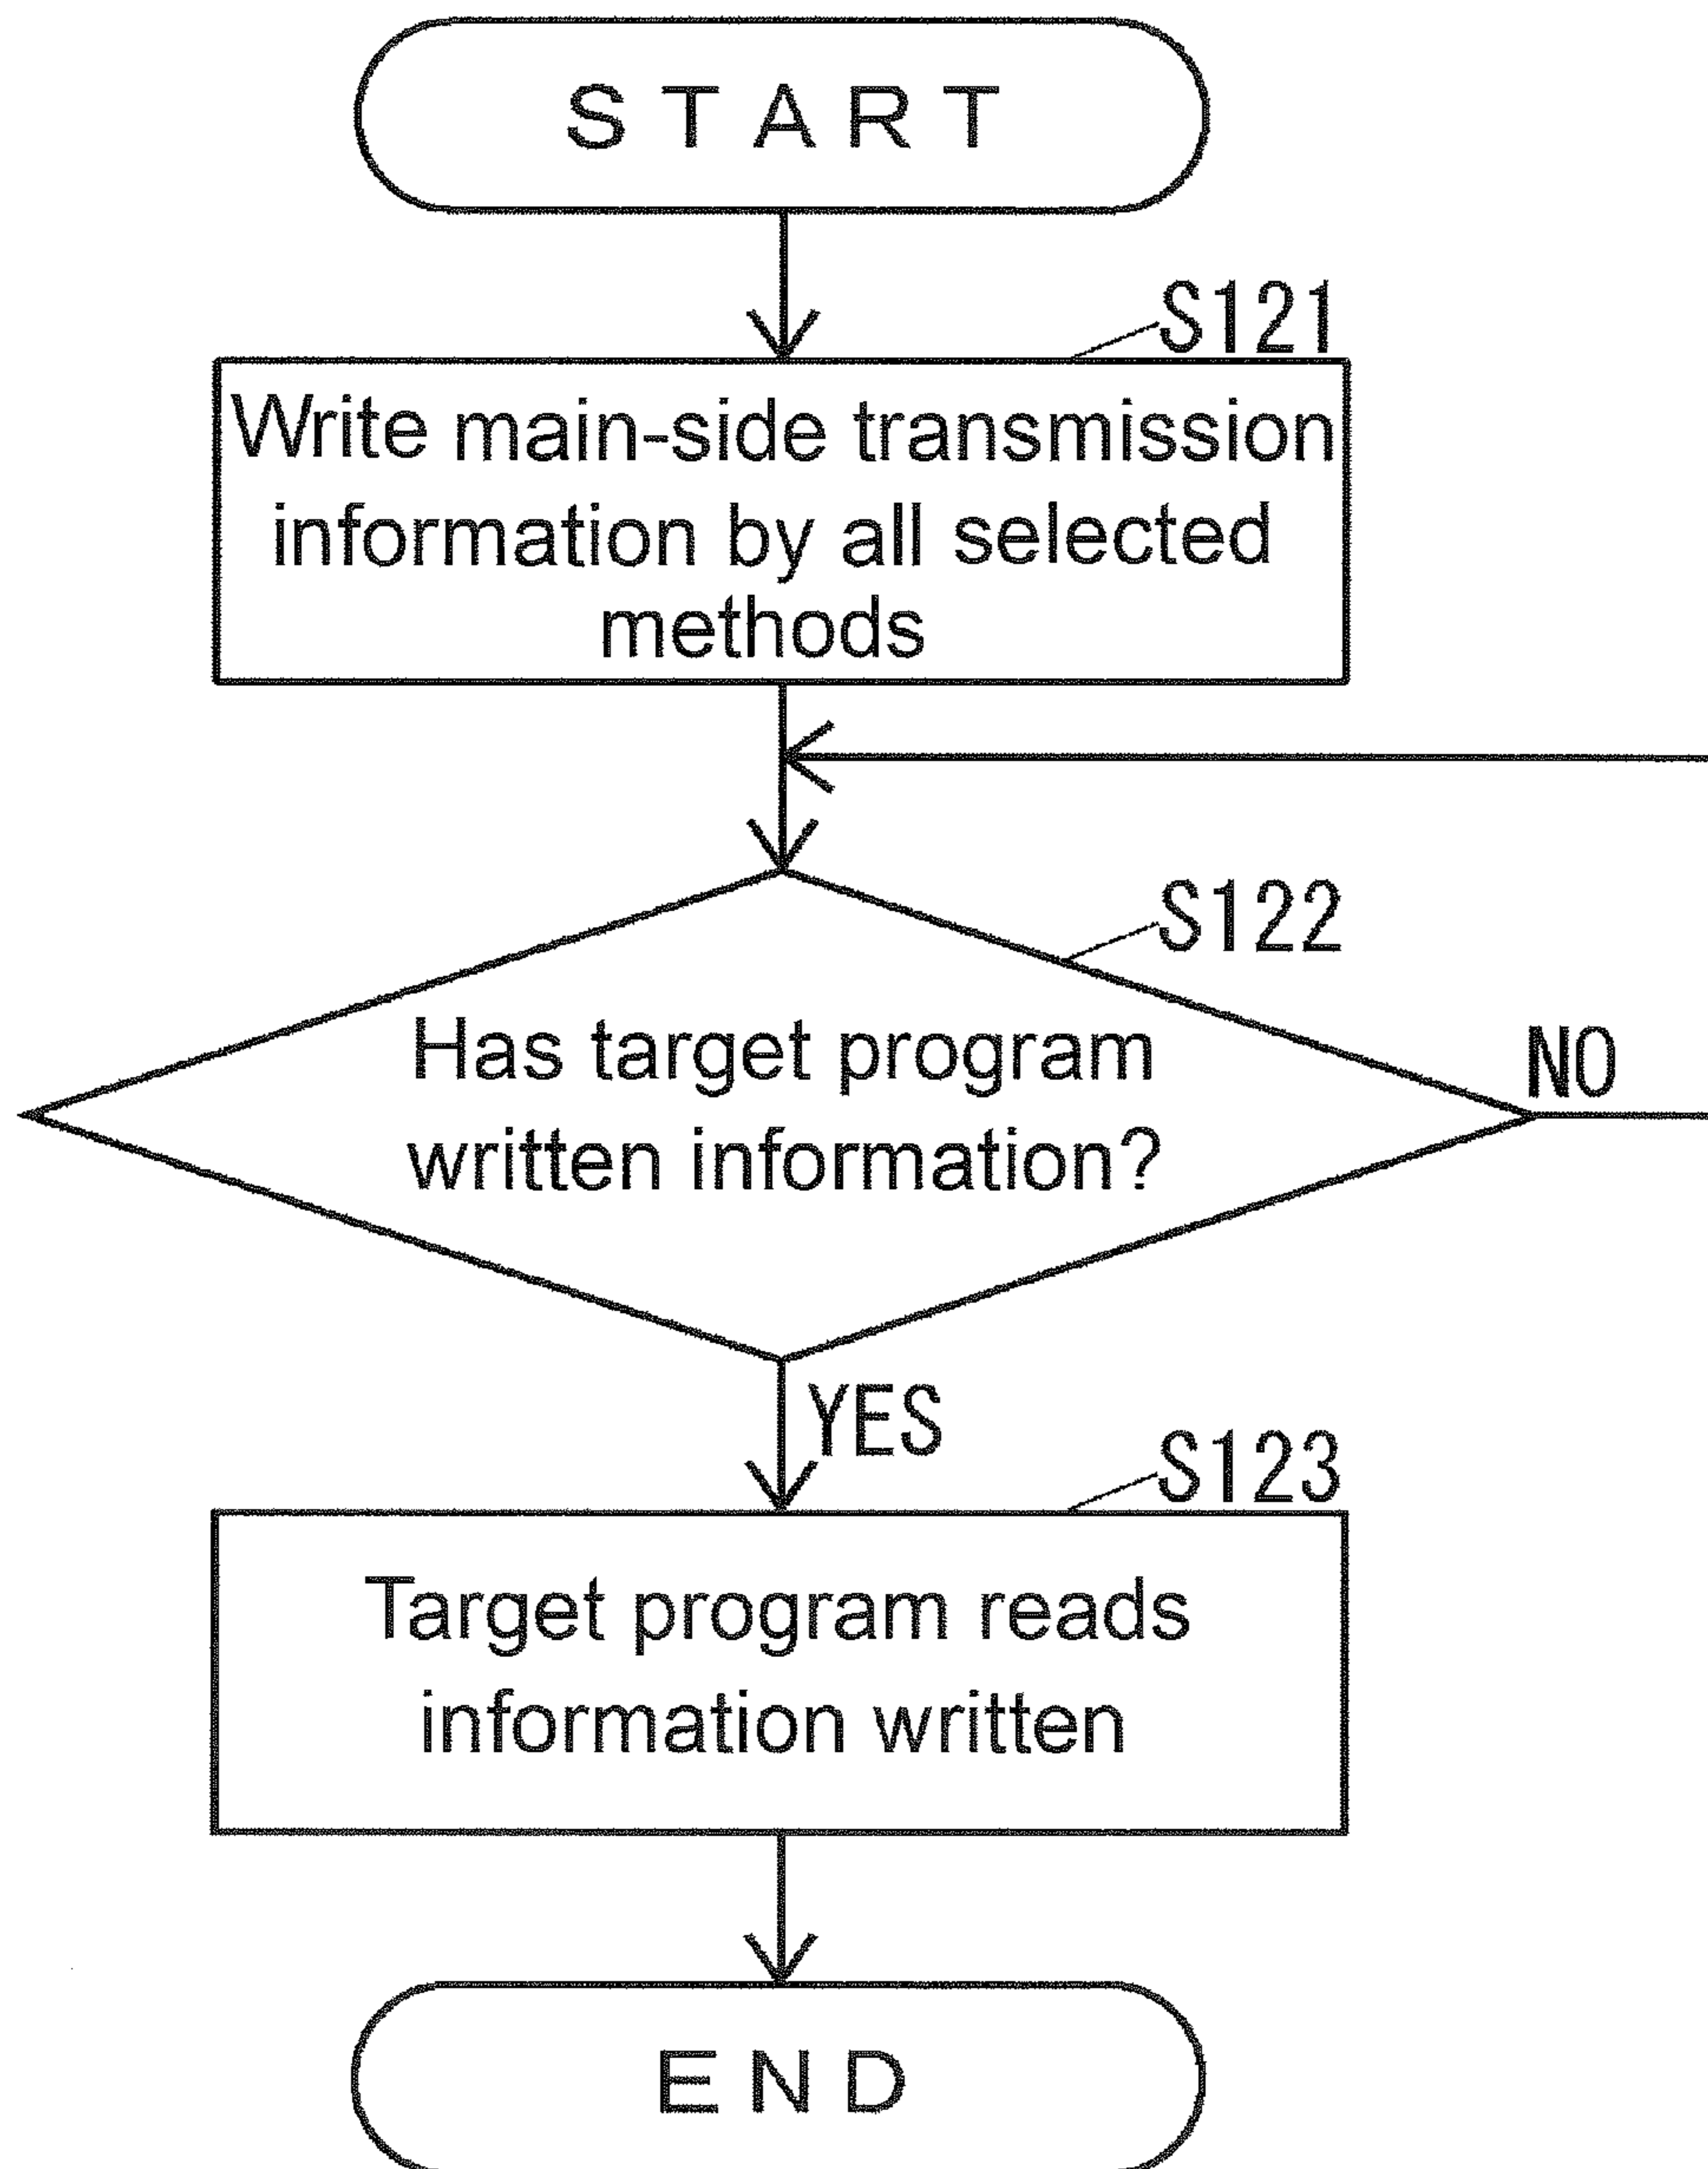 START
S121
Write main-side transmission
information by all selected
methods
S122
Has target program
written information?
NO
YES
S123
Target program reads
information written
END